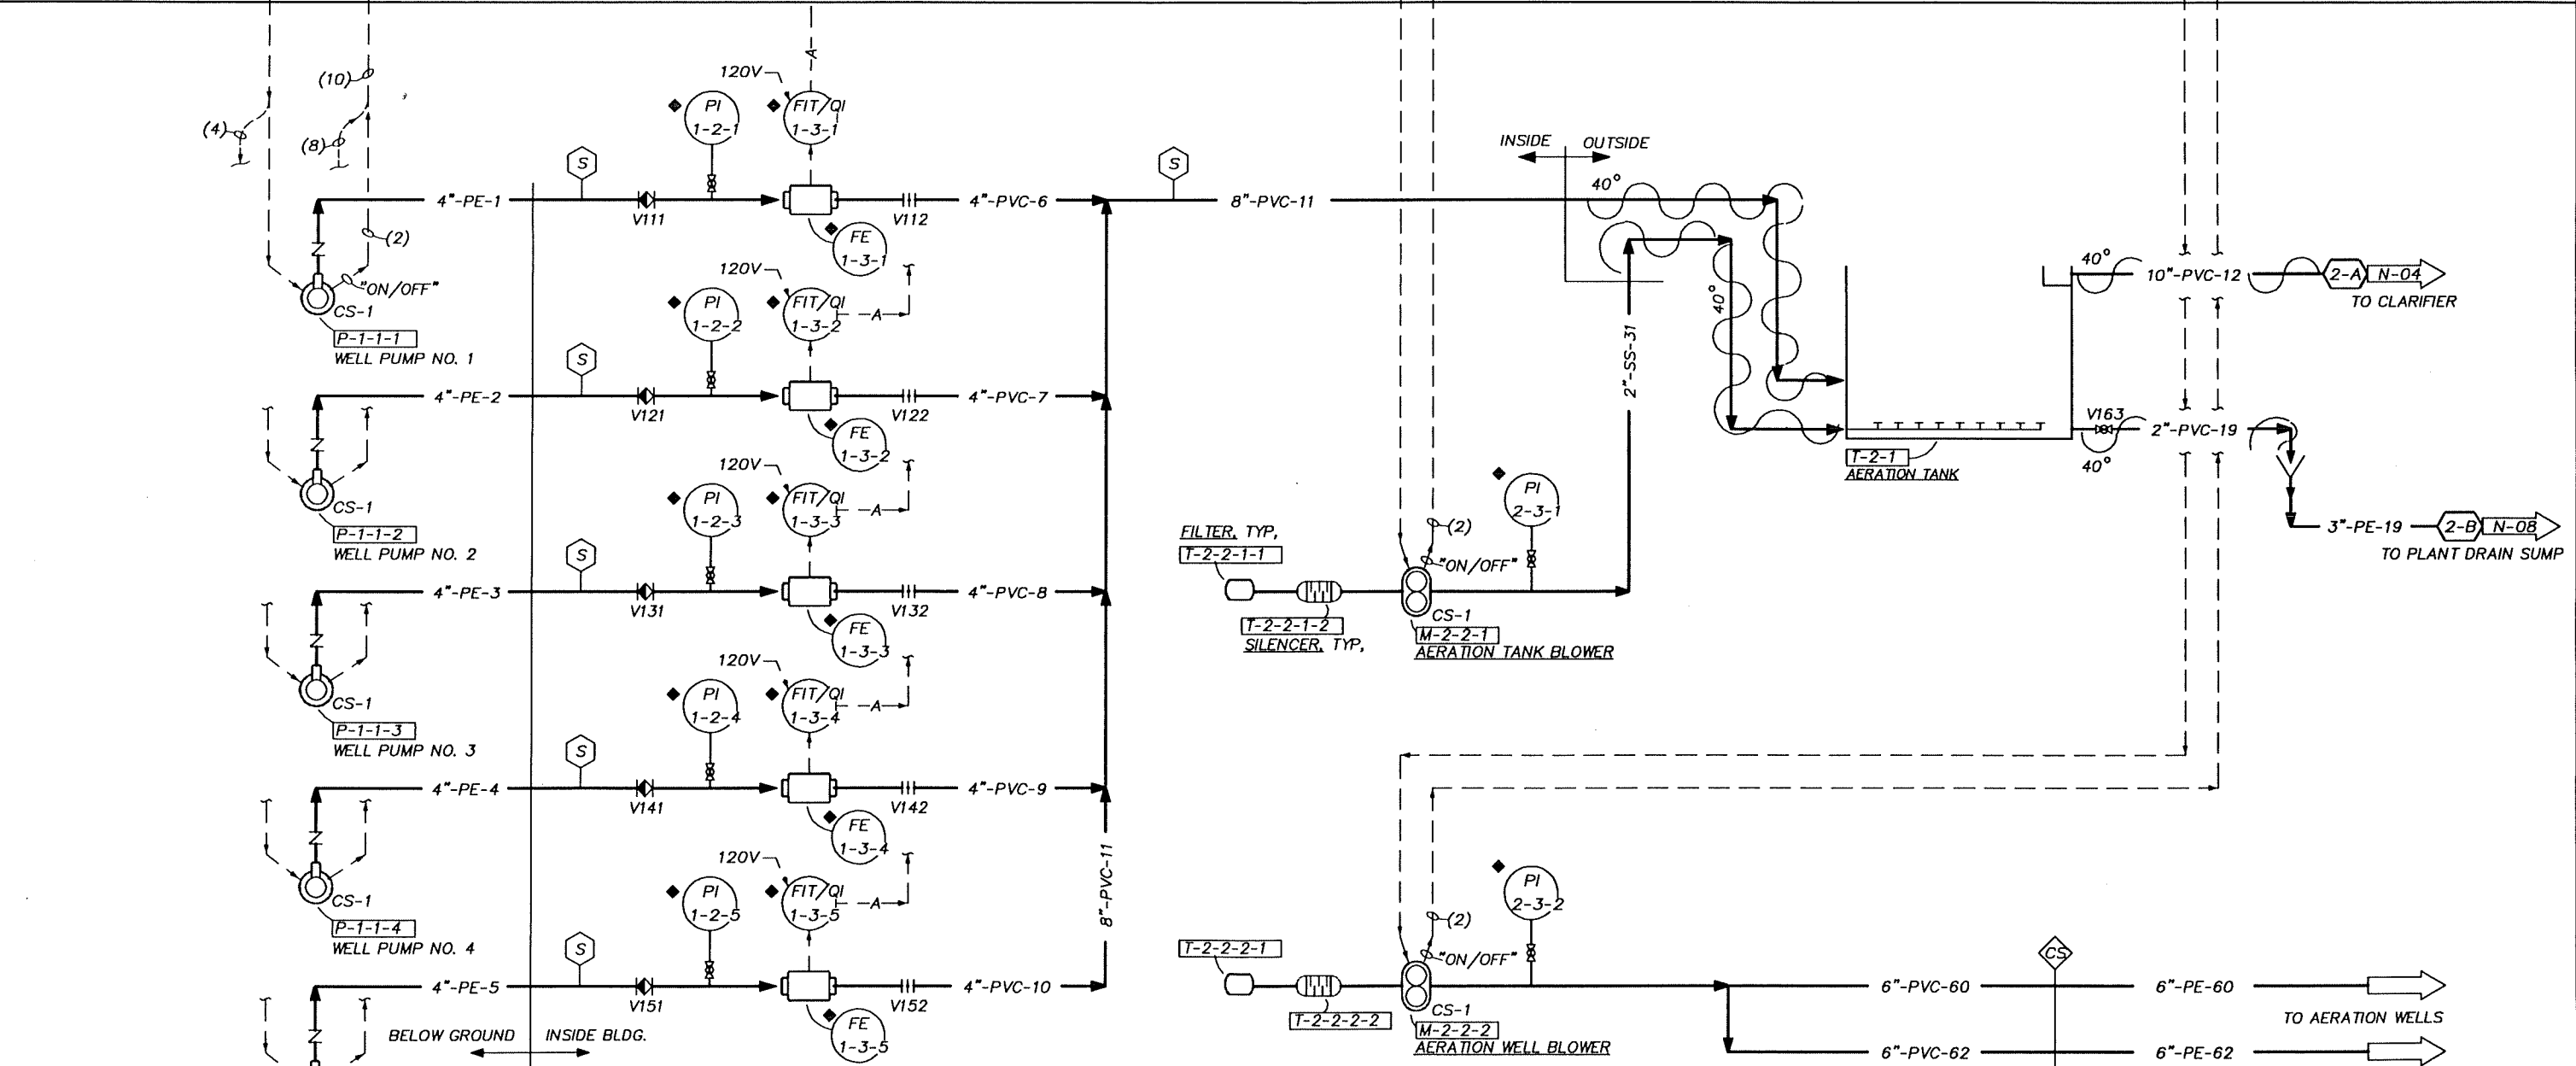 (10)
(4)
(8)
(2)
"ON/OFF"
CS-1
P-1-1-1
WELL PUMP NO. 1
4"-PE-1
S
V111
PI
1-2-1
120V
FIT/QI
1-3-1
A
FE
1-3-1
V112
4"-PVC-6
S
8"-PVC-11
INSIDE
OUTSIDE
40°
CS-1
P-1-1-2
WELL PUMP NO. 2
4"-PE-2
S
V121
PI
1-2-2
120V
FIT/QI
1-3-2
A
FE
1-3-2
V122
4"-PVC-7
CS-1
P-1-1-3
WELL PUMP NO. 3
4"-PE-3
S
V131
PI
1-2-3
120V
FIT/QI
1-3-3
A
FE
1-3-3
V132
4"-PVC-8
CS-1
P-1-1-4
WELL PUMP NO. 4
4"-PE-4
S
V141
PI
1-2-4
120V
FIT/QI
1-3-4
A
FE
1-3-4
V142
4"-PVC-9
8"-PVC-11
4"-PE-5
S
V151
PI
1-2-5
120V
FIT/QI
1-3-5
A
FE
1-3-5
V152
4"-PVC-10
BELOW GROUND
INSIDE BLDG.
FILTER, TYP,
T-2-2-1-1
T-2-2-1-2
SILENCER, TYP,
(2)
"ON/OFF"
CS-1
M-2-2-1
AERATION TANK BLOWER
PI
2-3-1
2"-SS-31
40°
T-2-1
AERATION TANK
40°
10"-PVC-12
2-A
N-04
TO CLARIFIER
V163
40°
2"-PVC-19
3"-PE-19
2-B
N-08
TO PLANT DRAIN SUMP
T-2-2-2-1
T-2-2-2-2
(2)
"ON/OFF"
CS-1
M-2-2-2
AERATION WELL BLOWER
PI
2-3-2
CS
6"-PVC-60
6"-PE-60
TO AERATION WELLS
6"-PVC-62
6"-PE-62